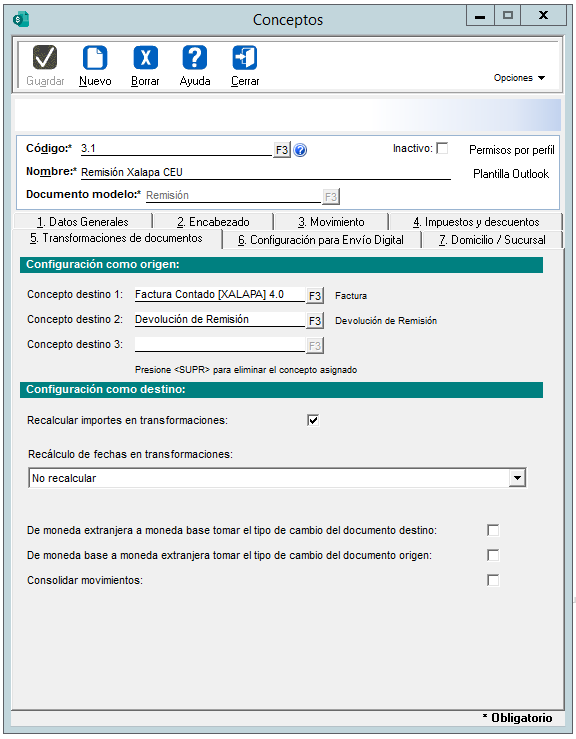 Conceptos
Guardar Nuevo Borrar Ayuda Cerrar
Opciones
Código:* 3.1 F3 ? Inactivo: Permisos por perfil
Nombre:* Remisión Xalapa CEU Plantilla Outlook
Documento modelo:* Remisión F3
1. Datos Generales 2. Encabezado 3. Movimiento 4. Impuestos y descuentos
5. Transformaciones de documentos 6. Configuración para Envío Digital 7. Domicilio / Sucursal
Configuración como origen:
Concepto destino 1: Factura Contado [XALAPA] 4.0 F3 Factura
Concepto destino 2: Devolución de Remisión F3 Devolución de Remisión
Concepto destino 3: F3
Presione <SUPR> para eliminar el concepto asignado
Configuración como destino:
Recalcular importes en transformaciones:
Recálculo de fechas en transformaciones:
No recalcular
De moneda extranjera a moneda base tomar el tipo de cambio del documento destino:
De moneda base a moneda extranjera tomar el tipo de cambio del documento origen:
Consolidar movimientos:
* Obligatorio